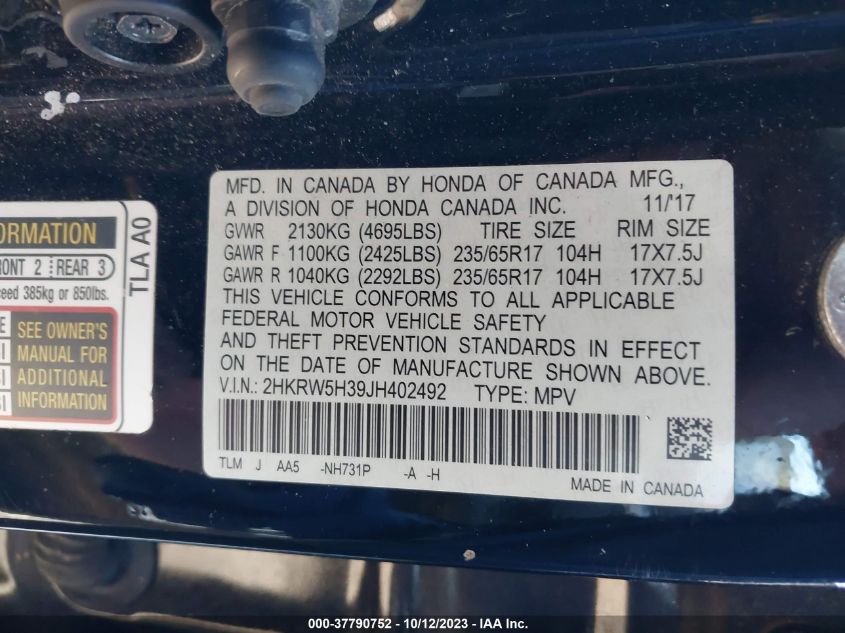 ORMATION
RONT 2 REAR 3
ceed 385kg or 850lbs.
E SEE OWNER'S
MANUAL FOR
ADDITIONAL
INFORMATION
TLA A0
MFD. IN CANADA BY HONDA OF CANADA MFG.,
A DIVISION OF HONDA CANADA INC. 11/'17
GVWR 2130KG (4695LBS) TIRE SIZE RIM SIZE
GAWR F 1100KG (2425LBS) 235/65R17 104H 17X7.5J
GAWR R 1040KG (2292LBS) 235/65R17 104H 17X7.5J
THIS VEHICLE CONFORMS TO ALL APPLICABLE
FEDERAL MOTOR VEHICLE SAFETY
AND THEFT PREVENTION STANDARDS IN EFFECT
ON THE DATE OF MANUFACTURE SHOWN ABOVE.
V.I.N.: 2HKRW5H39JH402492 TYPE: MPV
TLM J AA5 -NH731P -A -H
MADE IN CANADA
000-37790752 - 10/12/2023 - IAA Inc.